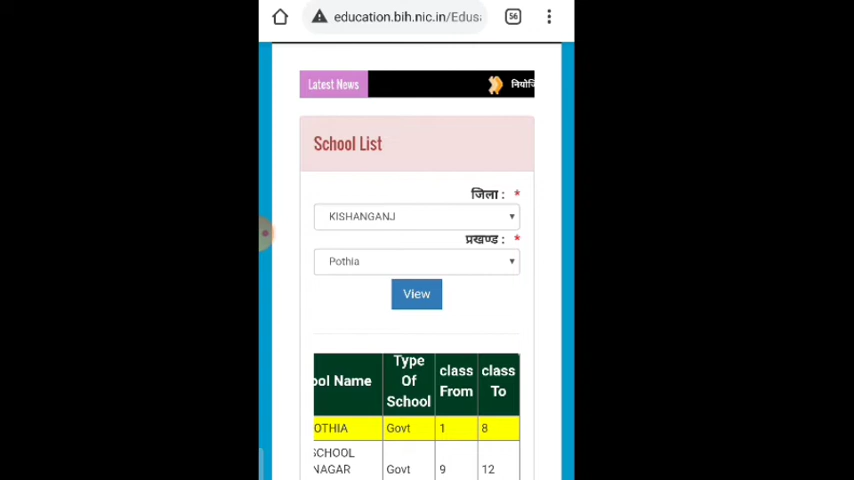 education.bih.nic.in/Edusa
56
Latest News
School List
जिला : *
KISHANGANJ
प्रखण्ड : *
Pothia
View
ool Name Type Of School class From class To
OTHIA Govt 1 8
SCHOOL NAGAR Govt 9 12